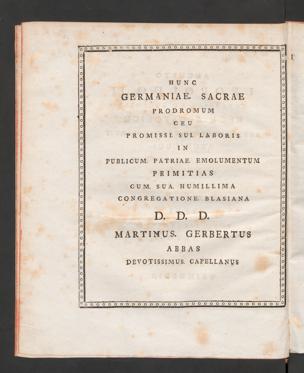 HUNC
GERMANIAE. SACRAE
PRODROMUM
CEU
PROMISSI. SUI. LABORIS
IN
PUBLICUM. PATRIAE. EMOLUMENTUM
PRIMITIAS
CUM. SUA. HUMILLIMA
CONGREGATIONE. BLASIANA
D. D. D.
MARTINUS. GERBERTUS
ABBAS
DEVOTISSIMUS. CAPELLANUS